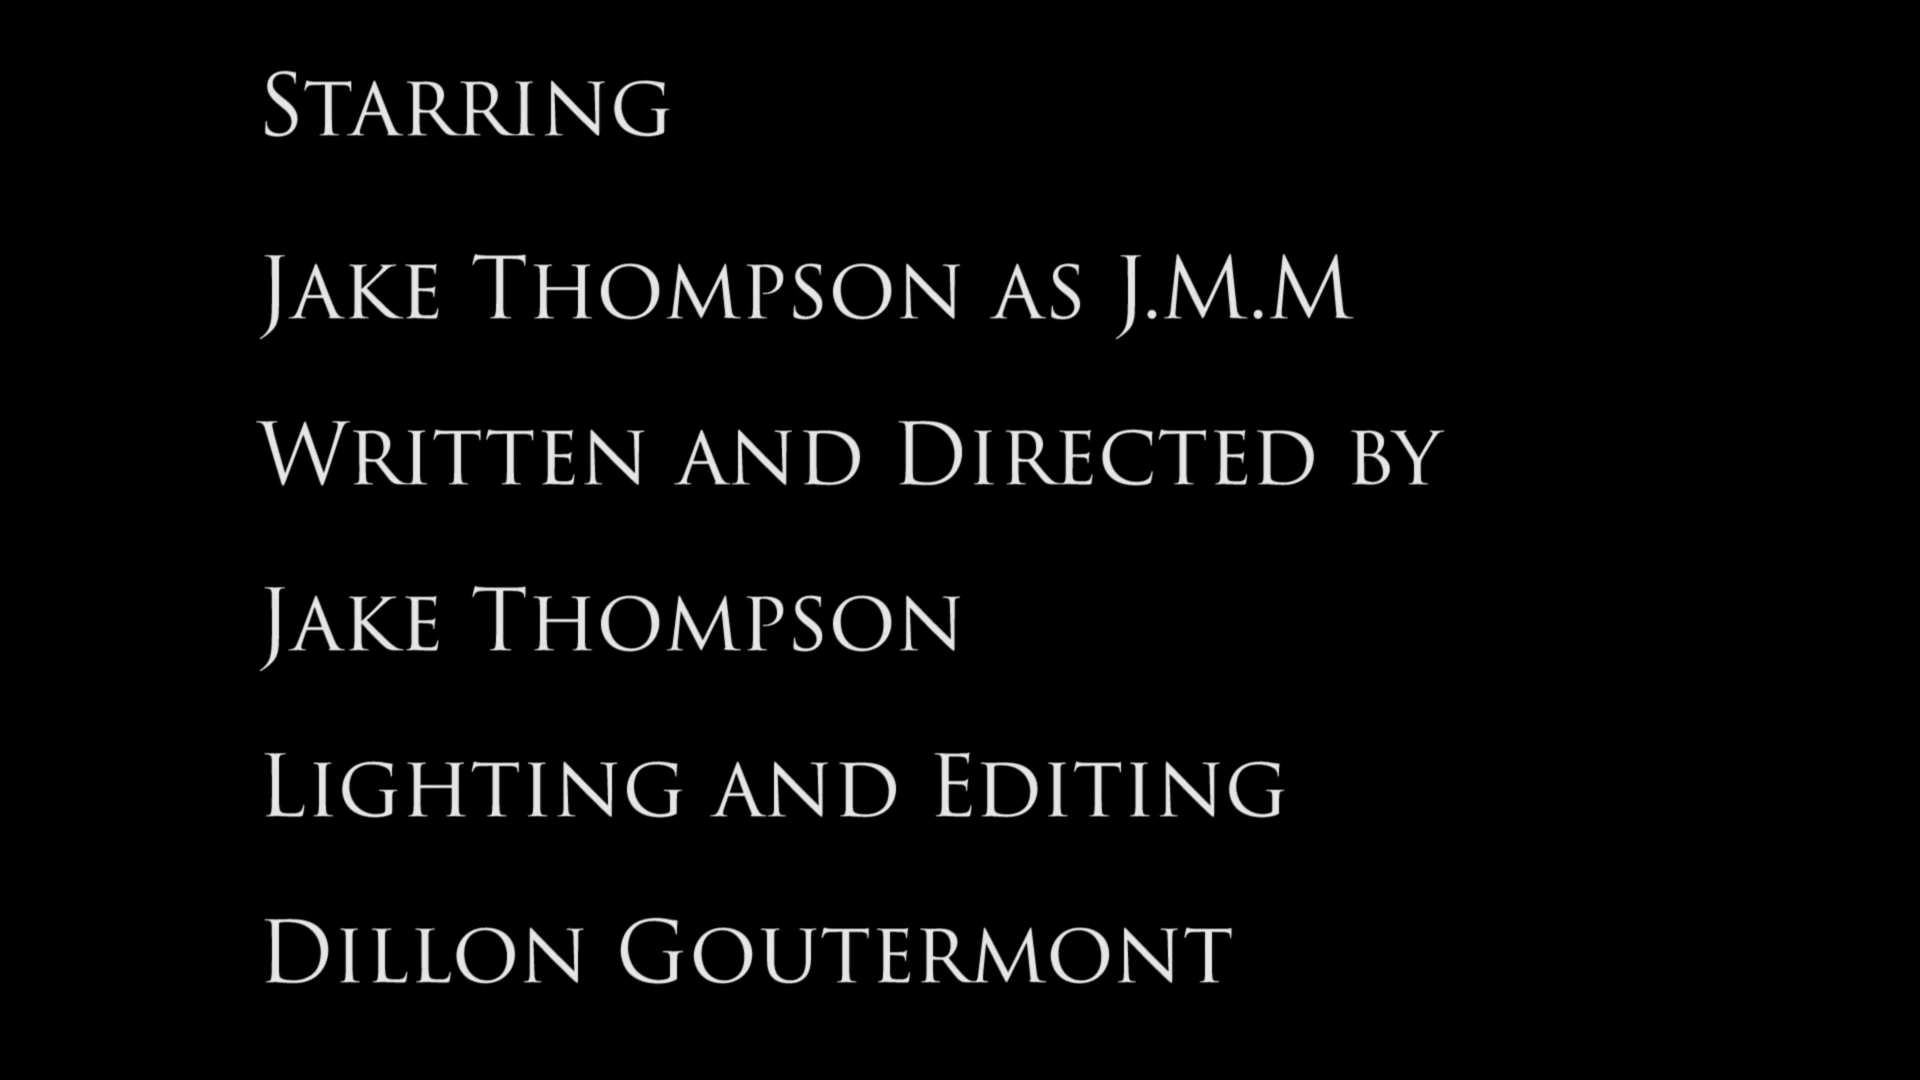 Starring
Jake Thompson as J.M.M
Written and Directed by
Jake Thompson
Lighting and Editing
Dillon Goutermont